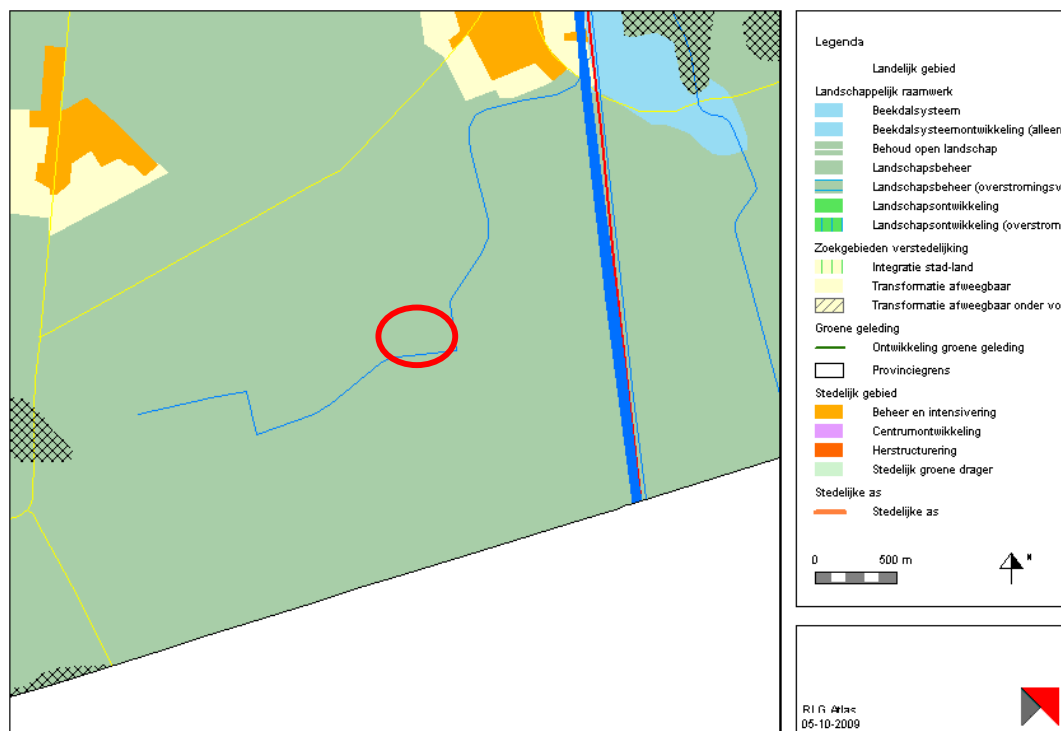 Legenda
Landelijk gebied
Landschappelijk raamwerk
Beekdalsysteem
Beekdalsysteemontwikkeling (alleen
Behoud open landschap
Landschapsbeheer
Landschapsbeheer (overstromingsv
Landschapsontwikkeling
Landschapsontwikkeling (overstrom
Zoekgebieden verstedelijking
Integratie stad-land
Transformatie afweegbaar
Transformatie afweegbaar onder vo
Groene geleding
Ontwikkeling groene geleding
Provinciegrens
Stedelijk gebied
Beheer en intensivering
Centrumontwikkeling
Herstructurering
Stedelijk groene drager
Stedelijke as
Stedelijke as
0 500 m
Atlas
05-10-2009